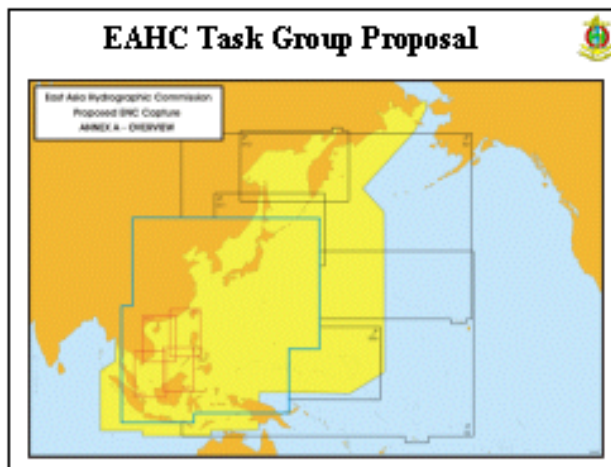 EAHC Task Group Proposal
East Asia Hydrographic Commission
Proposed ENC Capture
ANNEX A - OVERVIEW